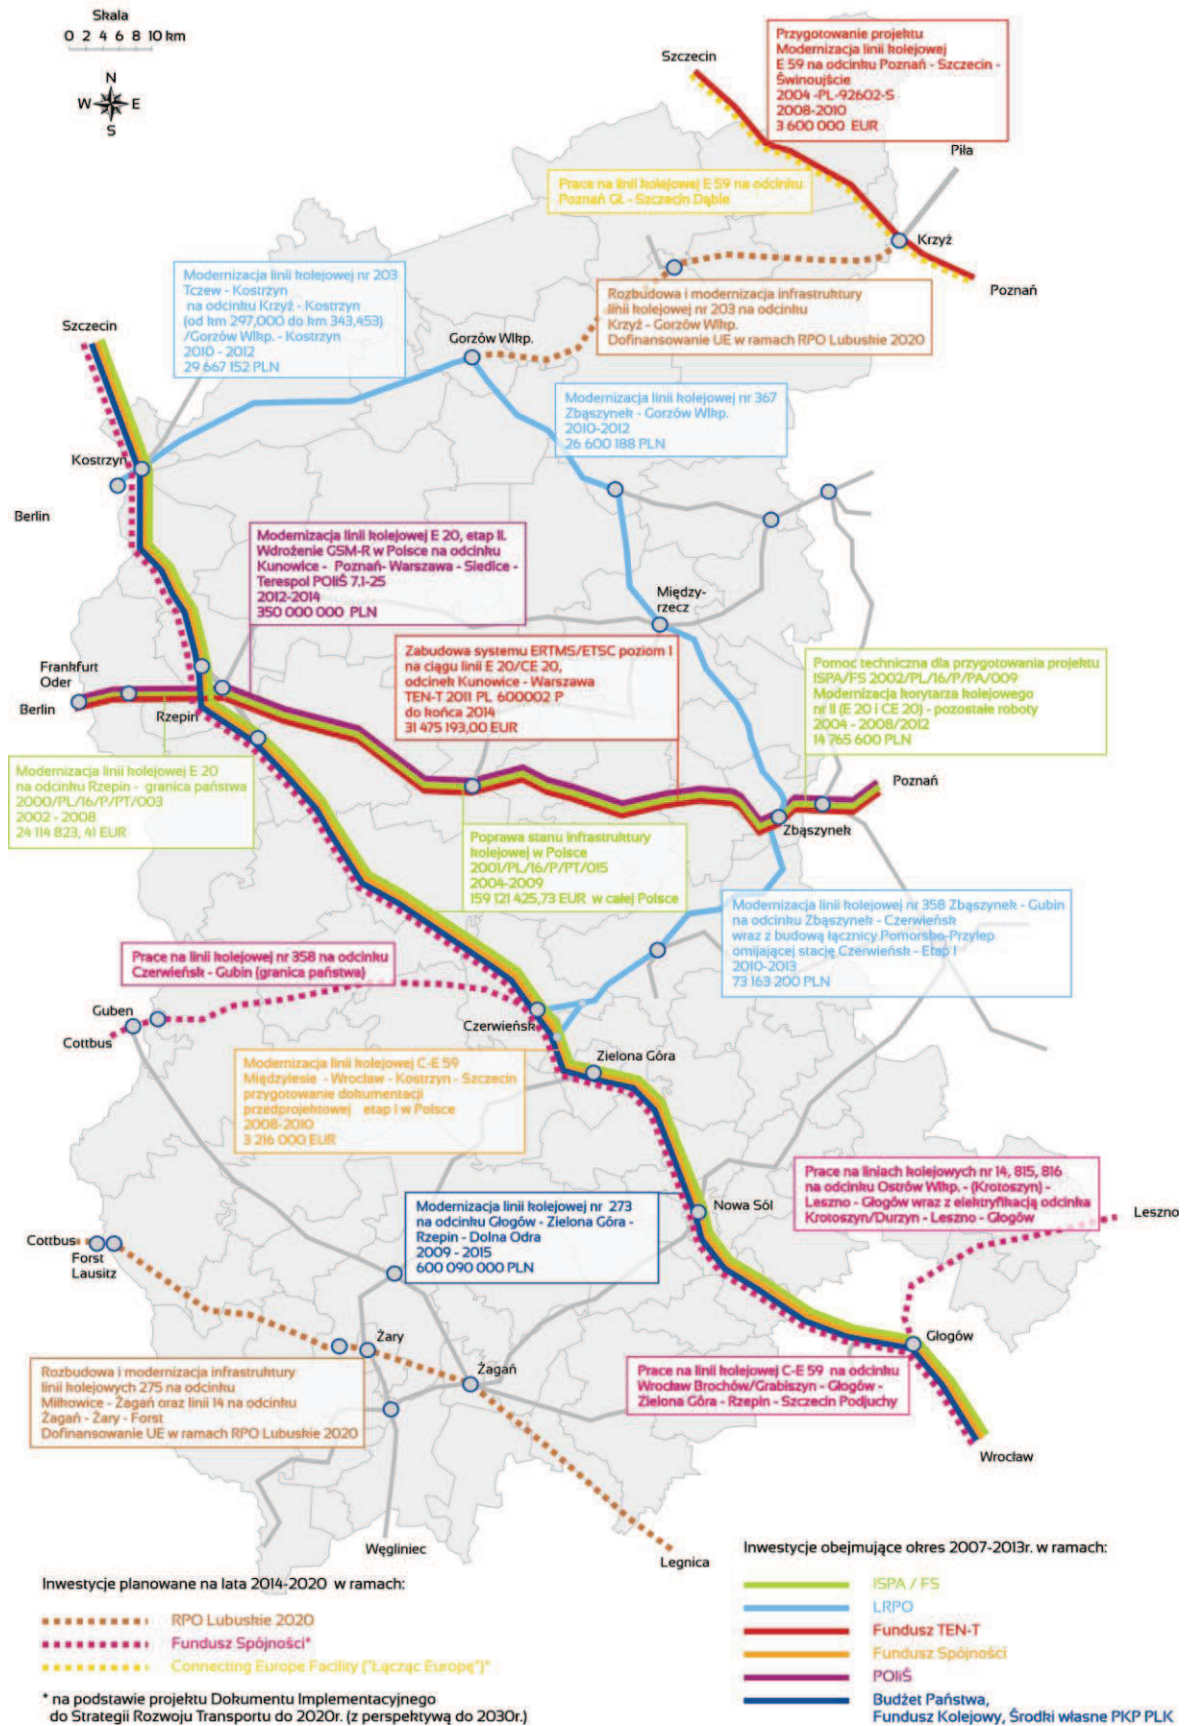 Skala
0 2 4 6 8 10 km
N
W E
S
Szczecin
Przygotowanie projektu
Modernizacja linii kolejowej
E 59 na odcinku Poznań - Szczecin -
Świnoujście
2004 -PL-92602-S
2008-2010
3 600 000 EUR
Piła
Prace na linii kolejowej E 59 na odcinku
Poznań Gł. - Szczecin Dąbie
Krzyż
Poznań
Modernizacja linii kolejowej nr 203
Tczew - Kostrzyn
na odcinku Krzyż - Kostrzyn
(od km 297,000 do km 343,453)
/Gorzów Wlkp. - Kostrzyn
2010 - 2012
29 667 152 PLN
Rozbudowa i modernizacja infrastruktury
linii kolejowej nr 203 na odcinku
Krzyż - Gorzów Wlkp.
Dofinansowanie UE w ramach RPO Lubuskie 2020
Szczecin
Gorzów Wlkp.
Modernizacja linii kolejowej nr 367
Zbąszynek - Gorzów Wlkp.
2010-2012
26 600 188 PLN
Kostrzyn
Berlin
Modernizacja linii kolejowej E 20, etap II.
Wdrożenie GSM-R w Polsce na odcinku
Kunowice - Poznań- Warszawa - Siedlce -
Terespol POIiŚ 7.1-25
2012-2014
350 000 000 PLN
Między-
rzecz
Zabudowa systemu ERTMS/ETSC poziom 1
na ciągu linii E 20/CE 20,
odcinek Kunowice - Warszawa
TEN-T 2011 PL 600002 P
do końca 2014
31 475 193,00 EUR
Pomoc techniczna dla przygotowania projektu
ISPA/FS 2002/PL/16/P/PA/009
Modernizacja korytarza kolejowego
nr II (E 20 i CE 20) - pozostałe roboty
2004 - 2008/2012
14 765 600 PLN
Frankfurt
Oder
Berlin
Rzepin
Poznań
Zbąszynek
Modernizacja linii kolejowej E 20
na odcinku Rzepin - granica państwa
2000/PL/16/P/PT/003
2002 - 2008
24 114 823, 41 EUR
Poprawa stanu infrastruktury
kolejowej w Polsce
2001/PL/16/P/PT/015
2004-2009
159 121 425,73 EUR w całej Polsce
Modernizacja linii kolejowej nr 358 Zbąszynek - Gubin
na odcinku Zbąszynek - Czerwieńsk
wraz z budową łącznicy Pomorsko-Przylep
omijającej stację Czerwieńsk - Etap I
2010-2013
73 163 200 PLN
Prace na linii kolejowej nr 358 na odcinku
Czerwieńsk - Gubin (granica państwa)
Guben
Cottbus
Czerwieńsk
Zielona Góra
Modernizacja linii kolejowej C-E 59
Międzylesie - Wrocław - Kostrzyn - Szczecin
przygotowanie dokumentacji
przedprojektowej etap I w Polsce
2008-2010
3 216 000 EUR
Prace na liniach kolejowych nr 14, 815, 816
na odcinku Ostrów Wlkp. - (Krotoszyn) -
Leszno - Głogów wraz z elektryfikacją odcinka
Krotoszyn/Durzyn - Leszno - Głogów
Leszno
Modernizacja linii kolejowej nr 273
na odcinku Głogów - Zielona Góra -
Rzepin - Dolna Odra
2009 - 2015
600 090 000 PLN
Nowa Sól
Cottbus
Forst
Lausitz
Żary
Żagań
Głogów
Rozbudowa i modernizacja infrastruktury
linii kolejowych 275 na odcinku
Miłkowice - Żagań oraz linii 14 na odcinku
Żagań - Żary - Forst
Dofinansowanie UE w ramach RPO Lubuskie 2020
Prace na linii kolejowej C-E 59 na odcinku
Wrocław Brochów/Grabiszyn - Głogów -
Zielona Góra - Rzepin - Szczecin Podjuchy
Wrocław
Węgliniec
Legnica
Inwestycje planowane na lata 2014-2020 w ramach:
RPO Lubuskie 2020
Fundusz Spójności*
Connecting Europe Facility ("Łącząc Europę")*
* na podstawie projektu Dokumentu Implementacyjnego
do Strategii Rozwoju Transportu do 2020r. (z perspektywą do 2030r.)
Inwestycje obejmujące okres 2007-2013r. w ramach:
ISPA / FS
LRPO
Fundusz TEN-T
Fundusz Spójności
POIiŚ
Budżet Państwa,
Fundusz Kolejowy, Środki własne PKP PLK